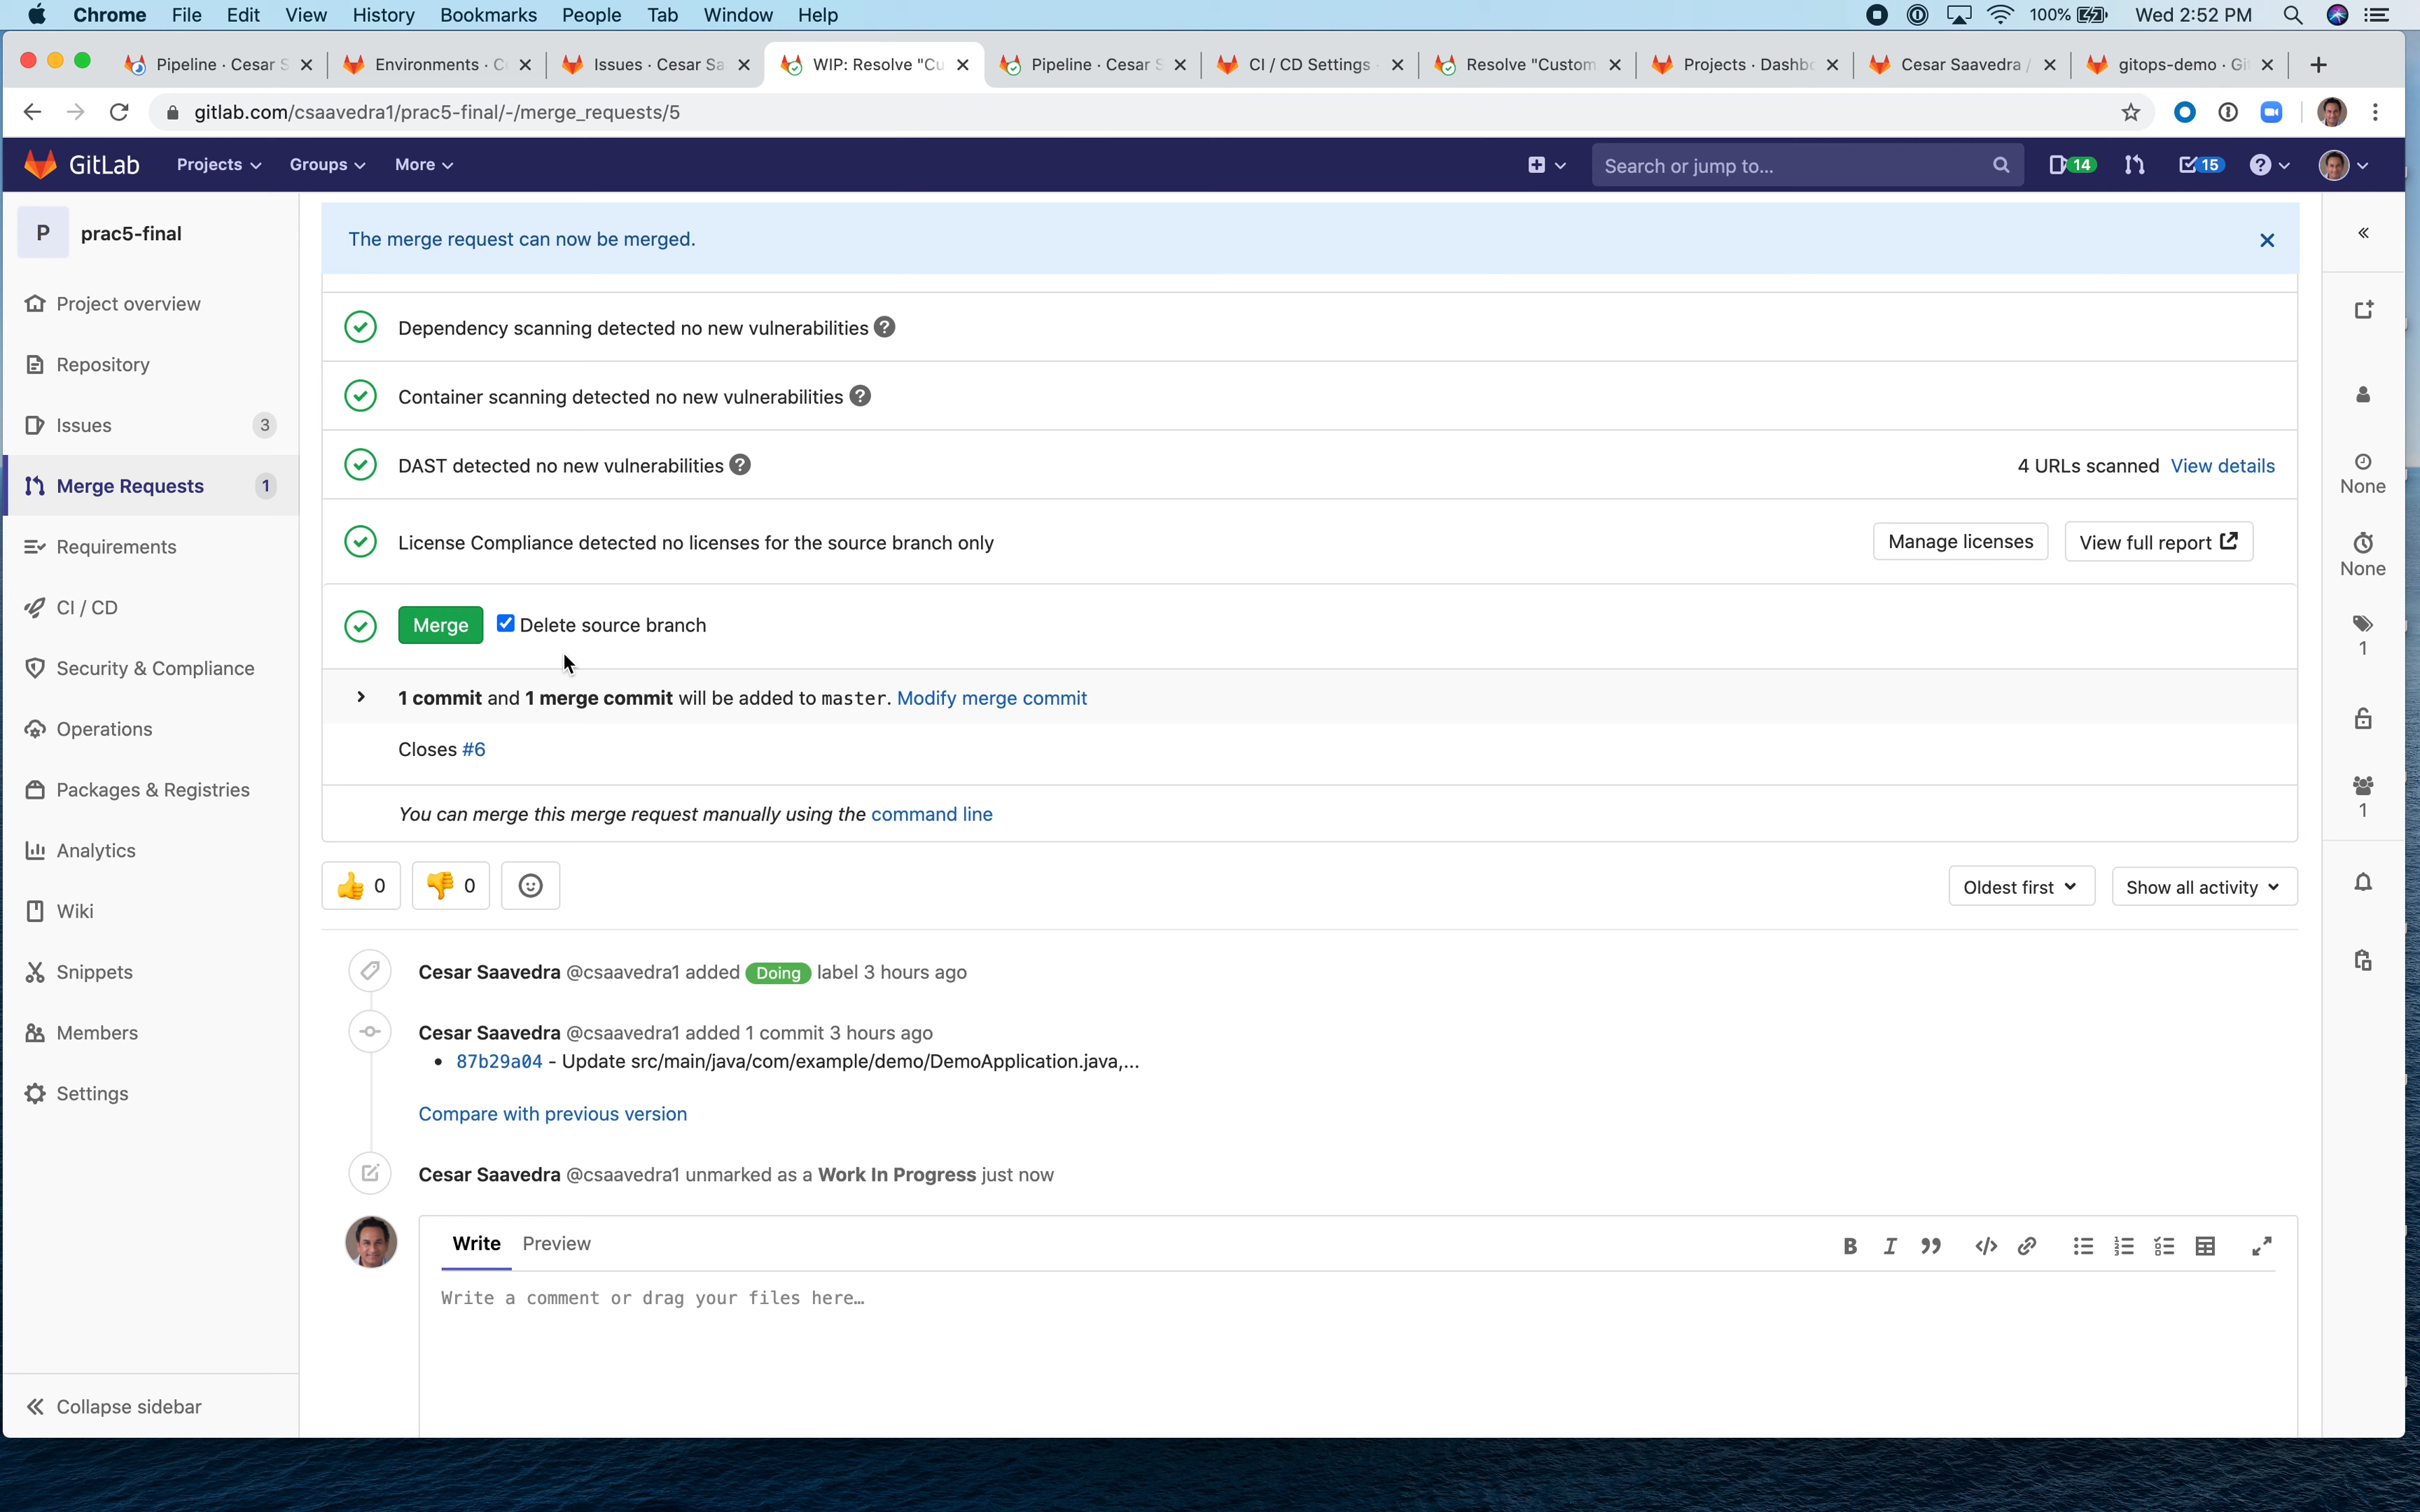 Chrome File Edit View History Bookmarks People Tab Window Help 100% Wed 2:52 PM
Pipeline · Cesar S Environments · C Issues · Cesar Sa WIP: Resolve "Cu Pipeline · Cesar S CI / CD Settings · Resolve "Custom Projects · Dashbo Cesar Saavedra / gitops-demo · Git
gitlab.com/csaavedra1/prac5-final/-/merge_requests/5
GitLab Projects Groups More Search or jump to... 14 15
P prac5-final
Project overview
Repository
Issues 3
Merge Requests 1
Requirements
CI / CD
Security & Compliance
Operations
Packages & Registries
Analytics
Wiki
Snippets
Members
Settings
Collapse sidebar
The merge request can now be merged.
Dependency scanning detected no new vulnerabilities
Container scanning detected no new vulnerabilities
DAST detected no new vulnerabilities 4 URLs scanned View details
License Compliance detected no licenses for the source branch only Manage licenses View full report
Merge Delete source branch
1 commit and 1 merge commit will be added to master. Modify merge commit
Closes #6
You can merge this merge request manually using the command line
0 0 Oldest first Show all activity
Cesar Saavedra @csaavedra1 added Doing label 3 hours ago
Cesar Saavedra @csaavedra1 added 1 commit 3 hours ago
• 87b29a04 - Update src/main/java/com/example/demo/DemoApplication.java,...
Compare with previous version
Cesar Saavedra @csaavedra1 unmarked as a Work In Progress just now
Write Preview
Write a comment or drag your files here…
None
None
1
1